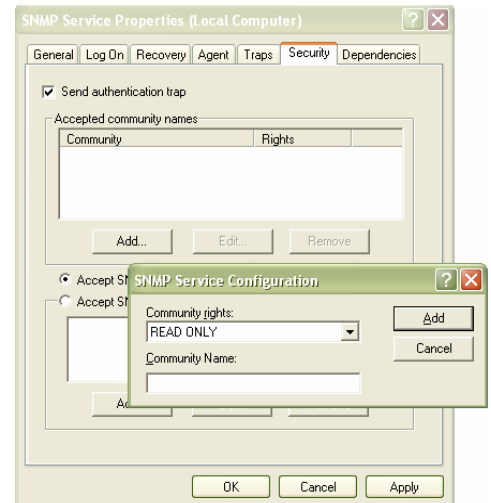 SNMP Service Properties (Local Computer)
General Log On Recovery Agent Traps Security Dependencies
Send authentication trap
Accepted community names
Community Rights
Add... Edit... Remove
Accept
Accept
SNMP Service Configuration
Community rights:
READ ONLY
Add
Community Name:
Cancel
OK Cancel Apply